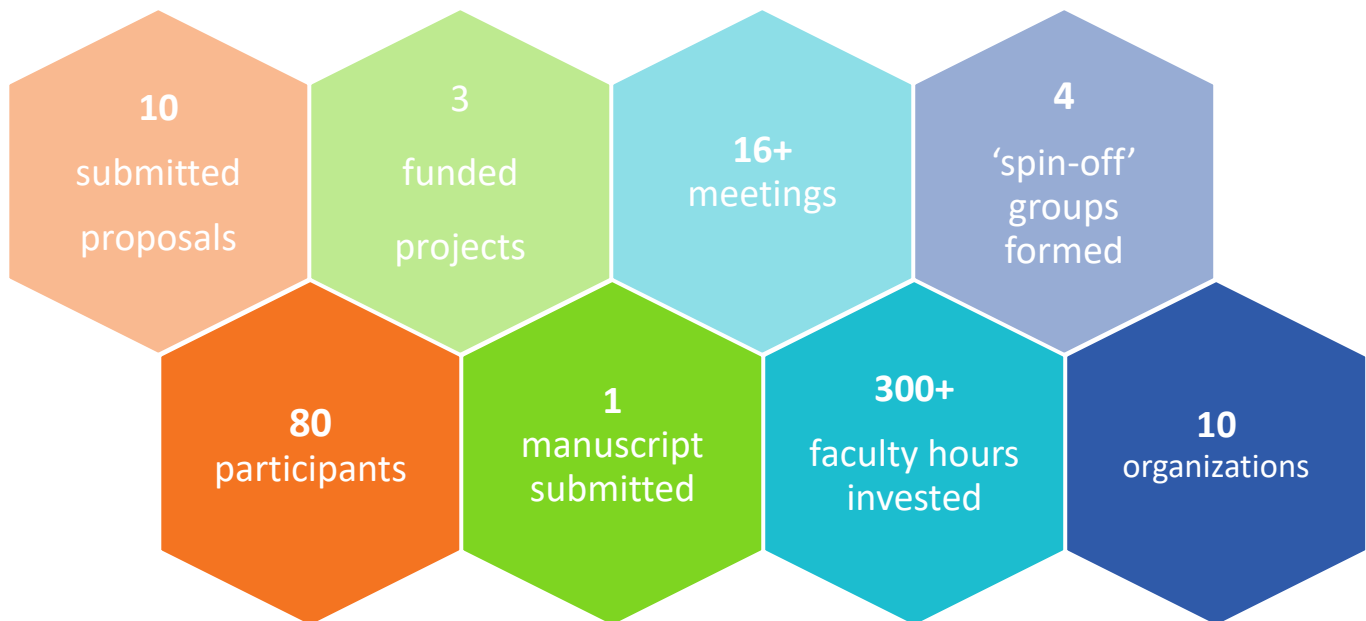 10
submitted
proposals
3
funded
projects
16+
meetings
4
‘spin-off’
groups
formed
80
participants
1
manuscript
submitted
300+
faculty hours
invested
10
organizations